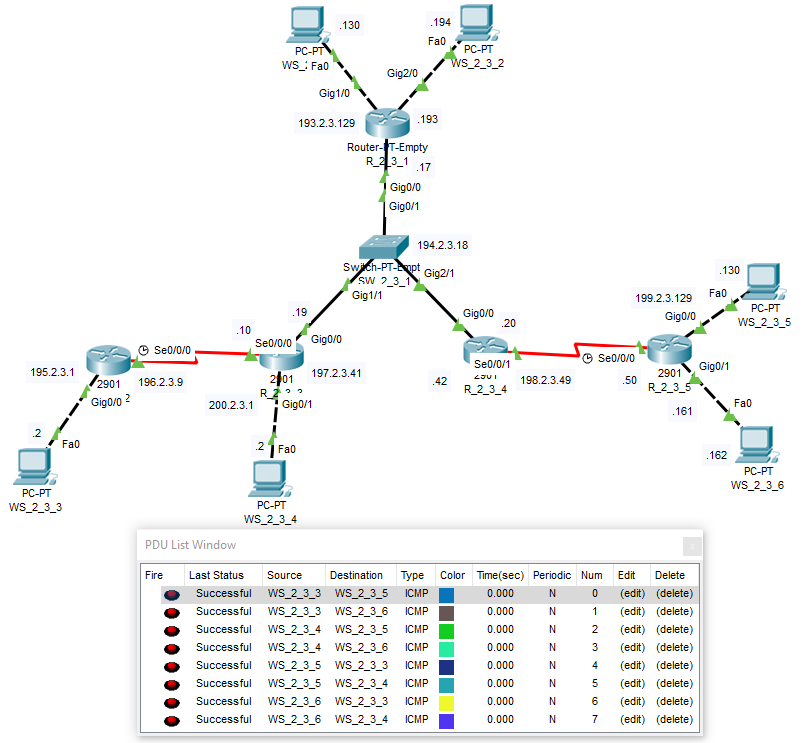 .130
PC-PT
WS_2
Fa0
Gig1/0
.194
Fa0
PC-PT
WS_2_3_2
Gig2/0
193.2.3.129
.193
Router-PT-Empty
R_2_3_1
.17
Gig0/0
Gig0/1
194.2.3.18
Switch-PT-Empt
SW_2_3_1
Gig1/1
Gig2/1
.19
Gig0/0
.10
Se0/0/0
Se0/0/0
195.2.3.1
2901
Gig0/0
196.2.3.9
.2
Fa0
PC-PT
WS_2_3_3
2901
197.2.3.41
200.2.3.1
Gig0/1
.2
Fa0
PC-PT
WS_2_3_4
Gig0/0
.20
Se0/0/1
.42
2901
R_2_3_4
198.2.3.49
Se0/0/0
.50
2901
R_2_3_5
199.2.3.129
Gig0/0
.130
Fa0
PC-PT
WS_2_3_5
Gig0/1
.161
Fa0
.162
PC-PT
WS_2_3_6
PDU List Window
Fire Last Status Source Destination Type Color Time(sec) Periodic Num Edit Delete
Successful WS_2_3_3 WS_2_3_5 ICMP 0.000 N 0 (edit) (delete)
Successful WS_2_3_3 WS_2_3_6 ICMP 0.000 N 1 (edit) (delete)
Successful WS_2_3_4 WS_2_3_5 ICMP 0.000 N 2 (edit) (delete)
Successful WS_2_3_4 WS_2_3_6 ICMP 0.000 N 3 (edit) (delete)
Successful WS_2_3_5 WS_2_3_3 ICMP 0.000 N 4 (edit) (delete)
Successful WS_2_3_5 WS_2_3_4 ICMP 0.000 N 5 (edit) (delete)
Successful WS_2_3_6 WS_2_3_3 ICMP 0.000 N 6 (edit) (delete)
Successful WS_2_3_6 WS_2_3_4 ICMP 0.000 N 7 (edit) (delete)